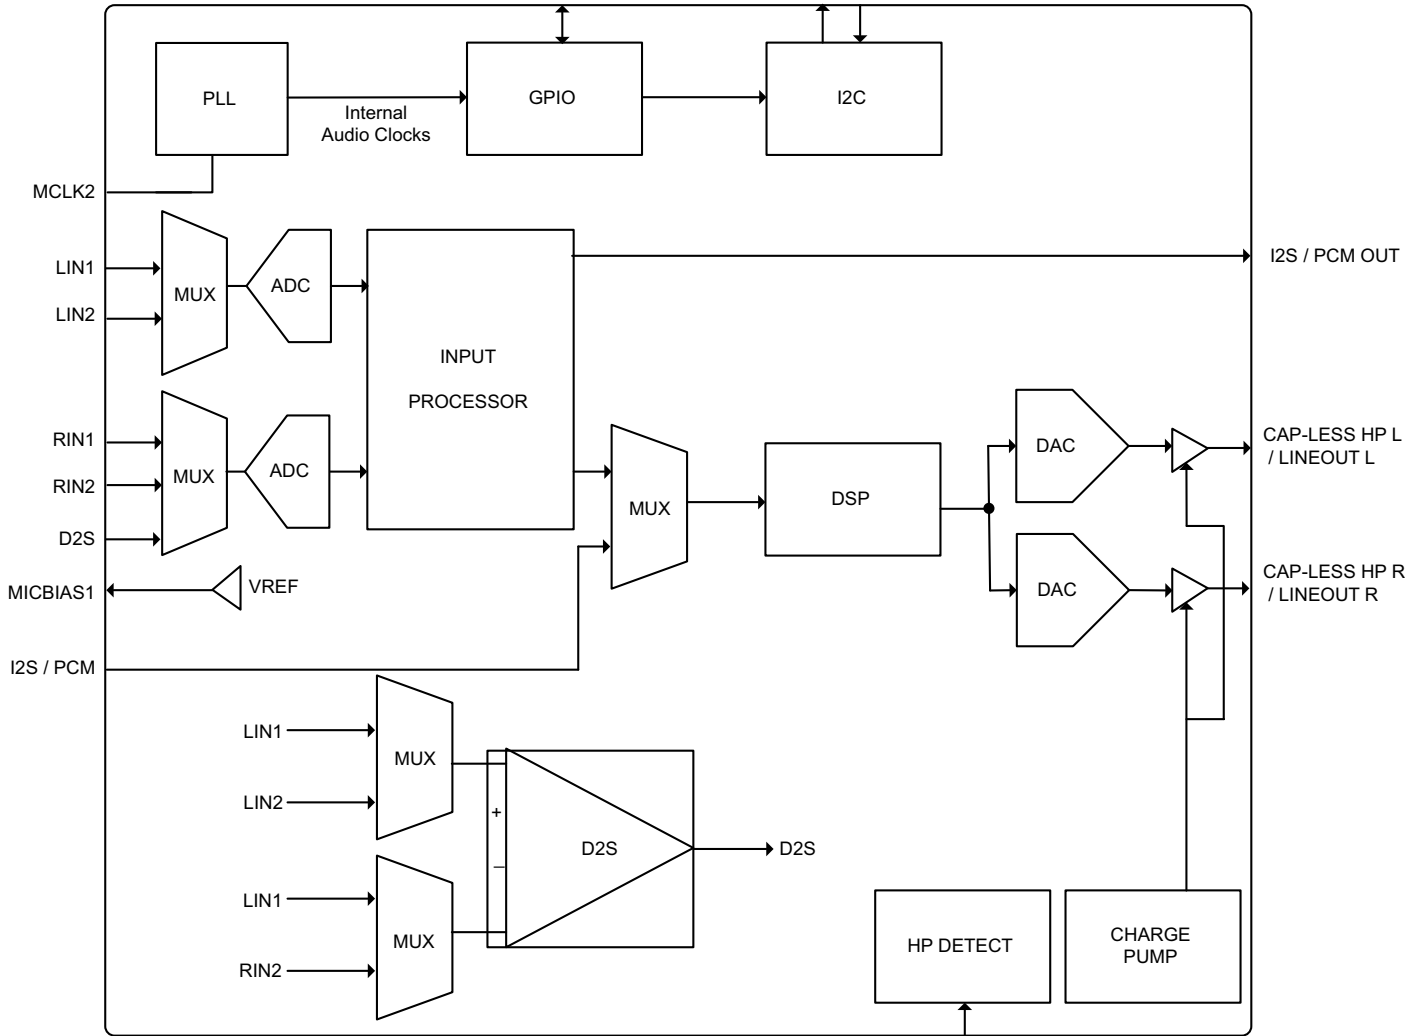 PLL
GPIO
I2C
Internal
Audio Clocks
MCLK2
LIN1
LIN2
MUX
ADC
I2S / PCM OUT
INPUT
PROCESSOR
RIN1
RIN2
D2S
MUX
ADC
MUX
DSP
DAC
CAP-LESS HP L
/ LINEOUT L
MICBIAS1
VREF
DAC
CAP-LESS HP R
/ LINEOUT R
I2S / PCM
LIN1
LIN2
MUX
+
–
D2S
D2S
LIN1
RIN2
MUX
HP DETECT
CHARGE
PUMP